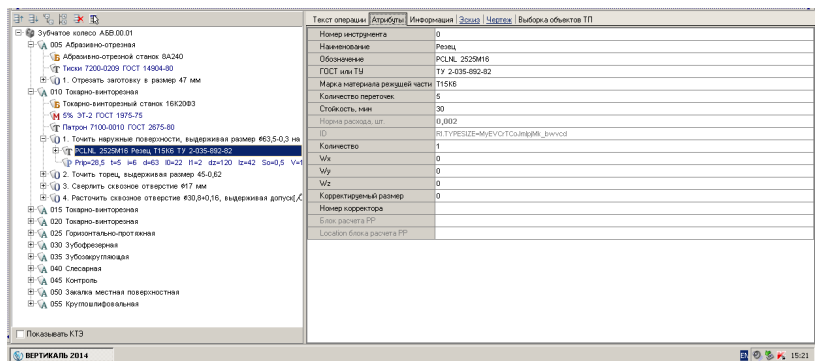 Зубчатое колесо АБВ.00.01
005 Абразивно-отрезная
Абразивно-отрезной станок 8А240
Тиски 7200-0209 ГОСТ 14904-80
1. Отрезать заготовку в размер 47 мм
010 Токарно-винторезная
Токарно-винторезный станок 16К20Ф3
5% ЭТ-2 ГОСТ 1975-75
Патрон 7100-0010 ГОСТ 2675-80
1. Точить наружные поверхности, выдерживая размер ø63,5-0,3 на
PCLNL 2525M16 Резец Т15К6 ТУ 2-035-892-82
Prip=28,5 t=5 i=6 d=63 l0=22 l1=2 dz=120 lz=42 So=0,5 V=1
2. Точить торец, выдерживая размер 45-0,62
3. Сверлить сквозное отверстие ø17 мм
4. Расточить сквозное отверстие ø30,8+0,16, выдерживая допуск
015 Токарно-винторезная
020 Токарно-винторезная
025 Горизонтально-протяжная
030 Зубофрезерная
035 Зубозакругляющая
040 Слесарная
045 Контроль
050 Закалка местная поверхностная
055 Круглошлифовальная
Показывать КТЭ
Текст операции Атрибуты Информация Эскиз Чертеж Выборка объектов ТП
Номер инструмента 0
Наименование Резец
Обозначение PCLNL 2525M16
ГОСТ или ТУ ТУ 2-035-892-82
Марка материала режущей части Т15К6
Количество переточек 5
Стойкость, мин 30
Норма расхода, шт. 0,002
ID
Количество 1
Wx 0
Wy 0
Wz 0
Корректируемый размер 0
Номер корректора
Блок расчета РР
Location блока расчета РР
ВЕРТИКАЛЬ 2014
EN 15:21